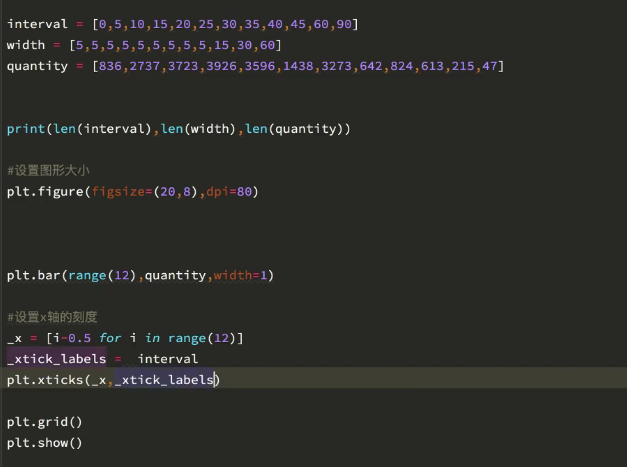 interval = [0,5,10,15,20,25,30,35,40,45,60,90]
width = [5,5,5,5,5,5,5,5,5,15,30,60]
quantity = [836,2737,3723,3926,3596,1438,3273,642,824,613,215,47]
print(len(interval),len(width),len(quantity))
#设置图形大小
plt.figure(figsize=(20,8),dpi=80)
plt.bar(range(12),quantity,width=1)
#设置x轴的刻度
_x = [i-0.5 for i in range(12)]
_xtick_labels =  interval
plt.xticks(_x,_xtick_labels)
plt.grid()
plt.show()